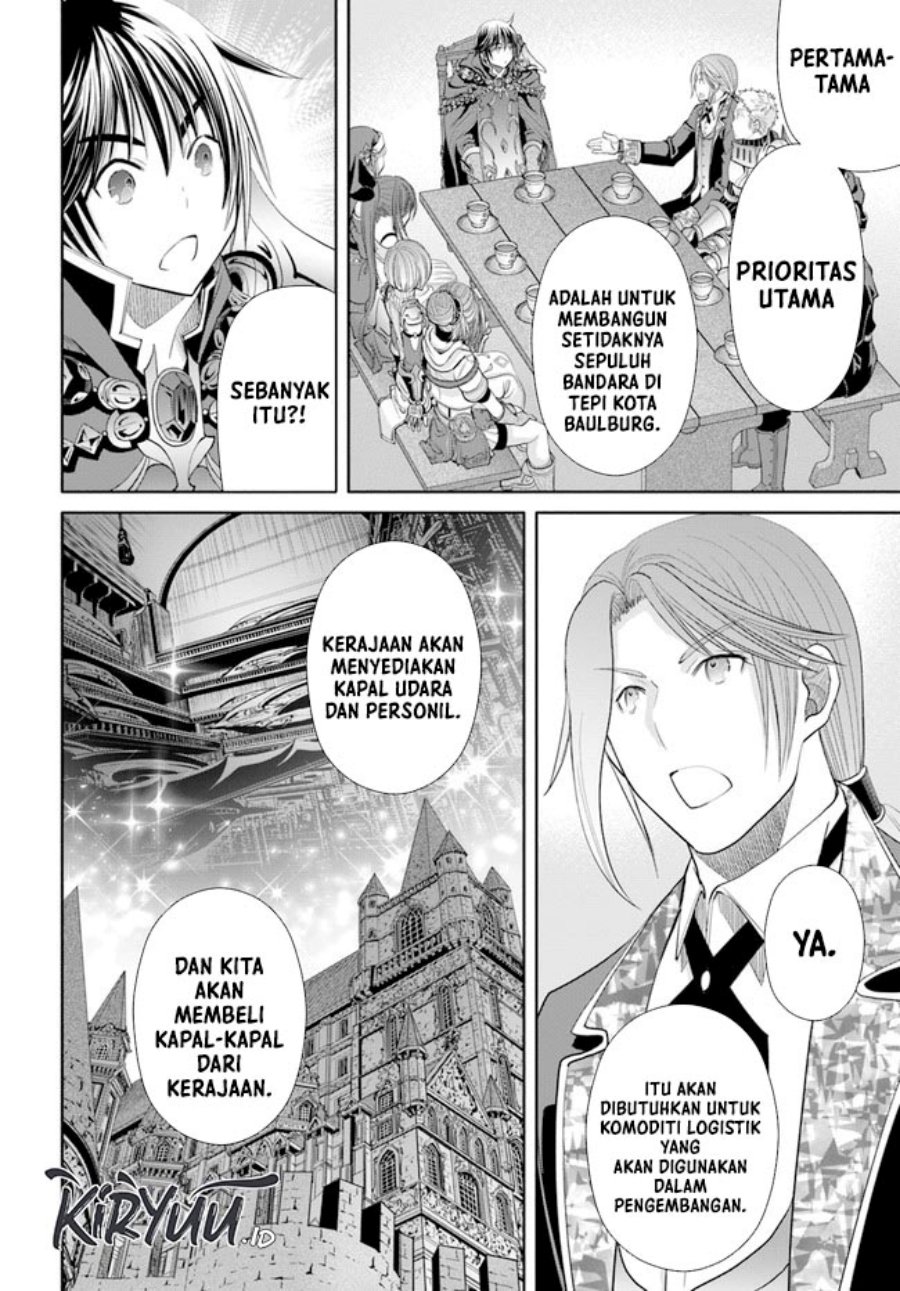 PERTAMA-
TAMA
PRIORITAS
UTAMA
ADALAH UNTUK
MEMBANGUN
SETIDAKNYA
SEPULUH
BANDARA DI
TEPI KOTA
BAULBURG.
SEBANYAK
ITU?!
YA.
ITU AKAN
DIBUTUHKAN UNTUK
KOMODITI LOGISTIK
YANG
AKAN DIGUNAKAN
DALAM
PENGEMBANGAN.
KERAJAAN AKAN
MENYEDIAKAN
KAPAL UDARA
DAN PERSONIL.
DAN KITA
AKAN
MEMBELI
KAPAL-KAPAL
DARI
KERAJAAN.
KIRYUU.ID